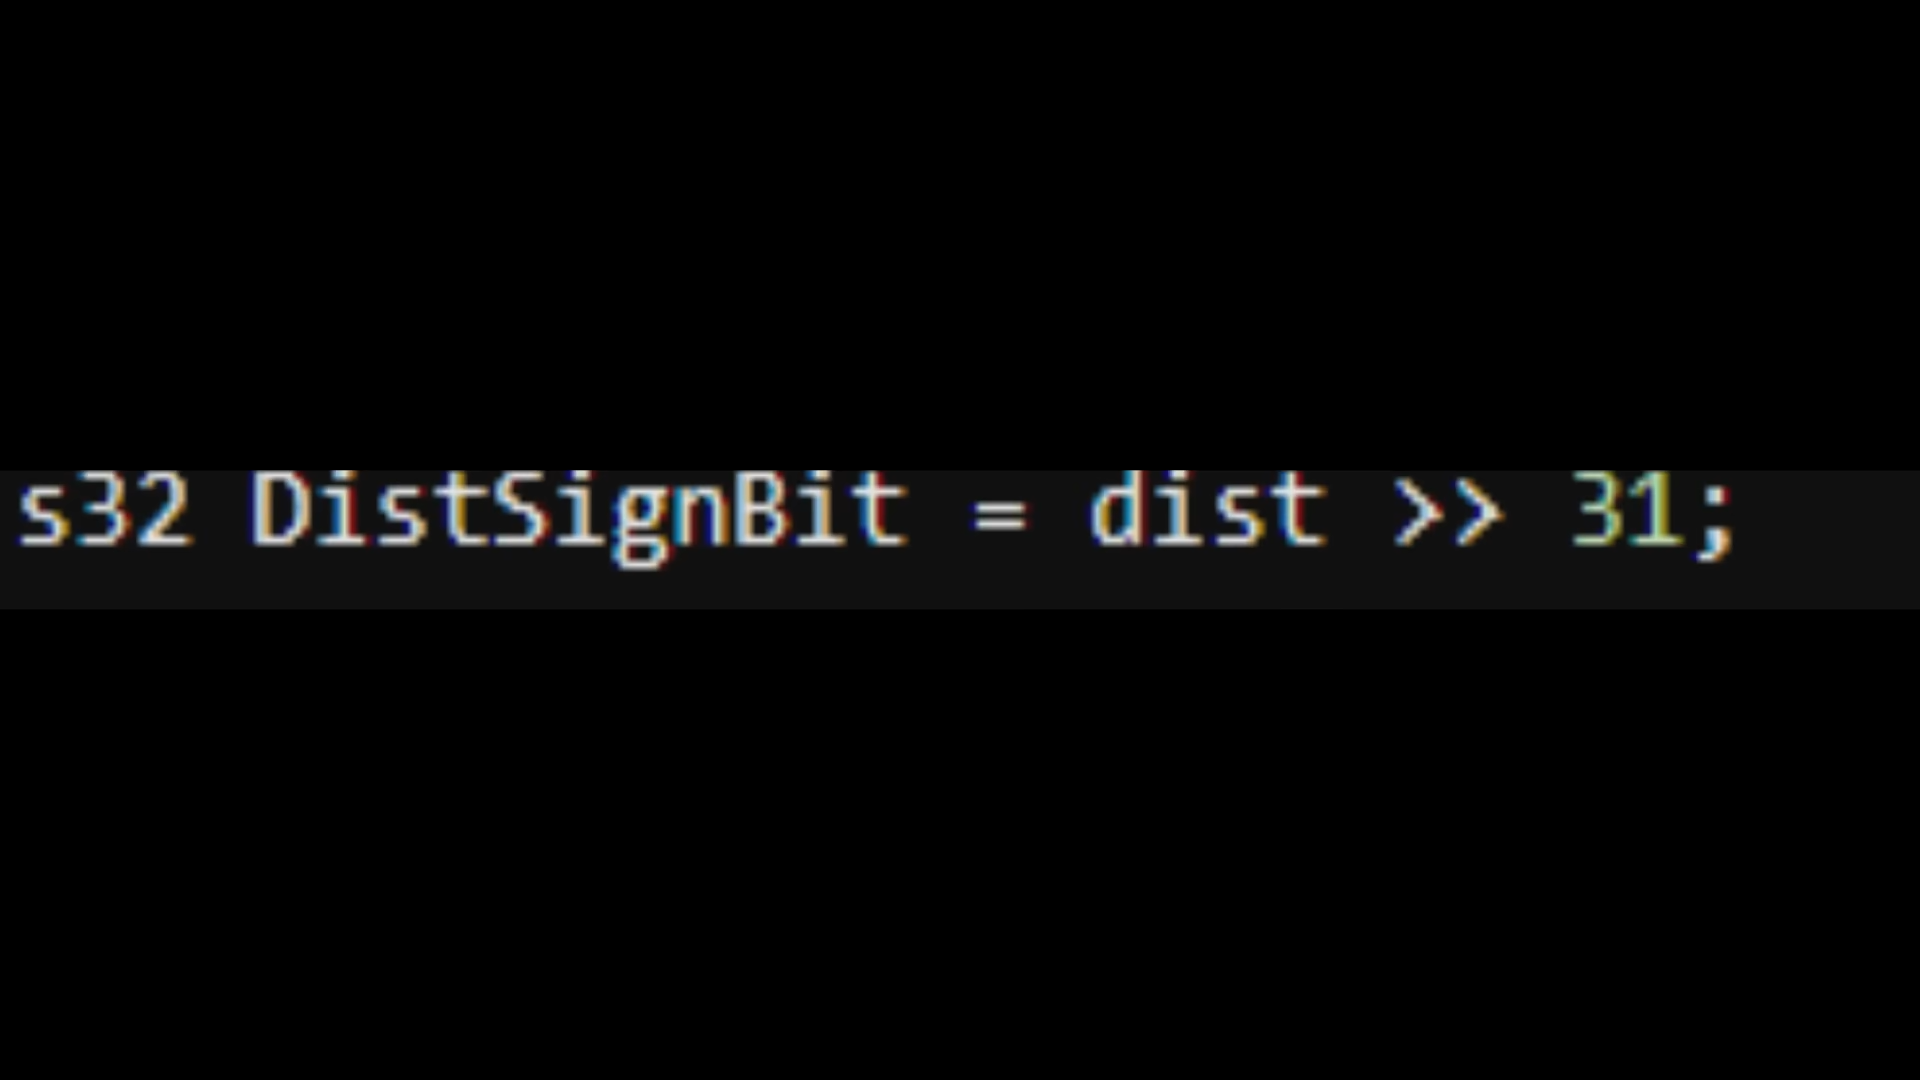 s32 DistSignBit = dist >> 31;